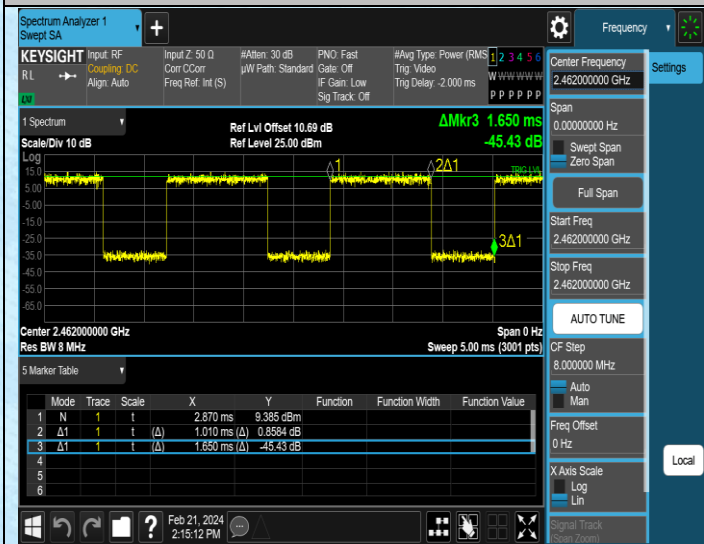 Spectrum Analyzer 1
Swept SA
+
Frequency
KEYSIGHT
RL
LXI
Input: RF
Coupling: DC
Align: Auto
Input Z: 50 Ω
Corr CCorr
Freq Ref: Int (S)
#Atten: 30 dB
µW Path: Standard
PNO: Fast
Gate: Off
IF Gain: Low
Sig Track: Off
#Avg Type: Power (RMS
Trig: Video
Trig Delay: -2.000 ms
1 2 3 4 5 6
W W W W W W
P P P P P P
1 Spectrum
Scale/Div 10 dB
Ref Lvl Offset 10.69 dB
Ref Level 25.00 dBm
ΔMkr3 1.650 ms
-45.43 dB
Log
15.0
5.00
-5.00
-15.0
-25.0
-35.0
-45.0
-55.0
-65.0
1
2Δ1
TRIG LVL
3Δ1
Center 2.462000000 GHz
Res BW 8 MHz
Span 0 Hz
Sweep 5.00 ms (3001 pts)
5 Marker Table
Mode Trace Scale X Y Function Function Width Function Value
1 N 1 t 2.870 ms 9.385 dBm
2 Δ1 1 t (Δ) 1.010 ms (Δ) 0.8584 dB
3 Δ1 1 t (Δ) 1.650 ms (Δ) -45.43 dB
4
5
6
Feb 21, 2024
2:15:12 PM
?
Center Frequency
2.462000000 GHz
Span
0.00000000 Hz
Swept Span
Zero Span
Full Span
Start Freq
2.462000000 GHz
Stop Freq
2.462000000 GHz
AUTO TUNE
CF Step
8.000000 MHz
Auto
Man
Freq Offset
0 Hz
X Axis Scale
Log
Lin
Signal Track
(Span Zoom)
Settings
Local